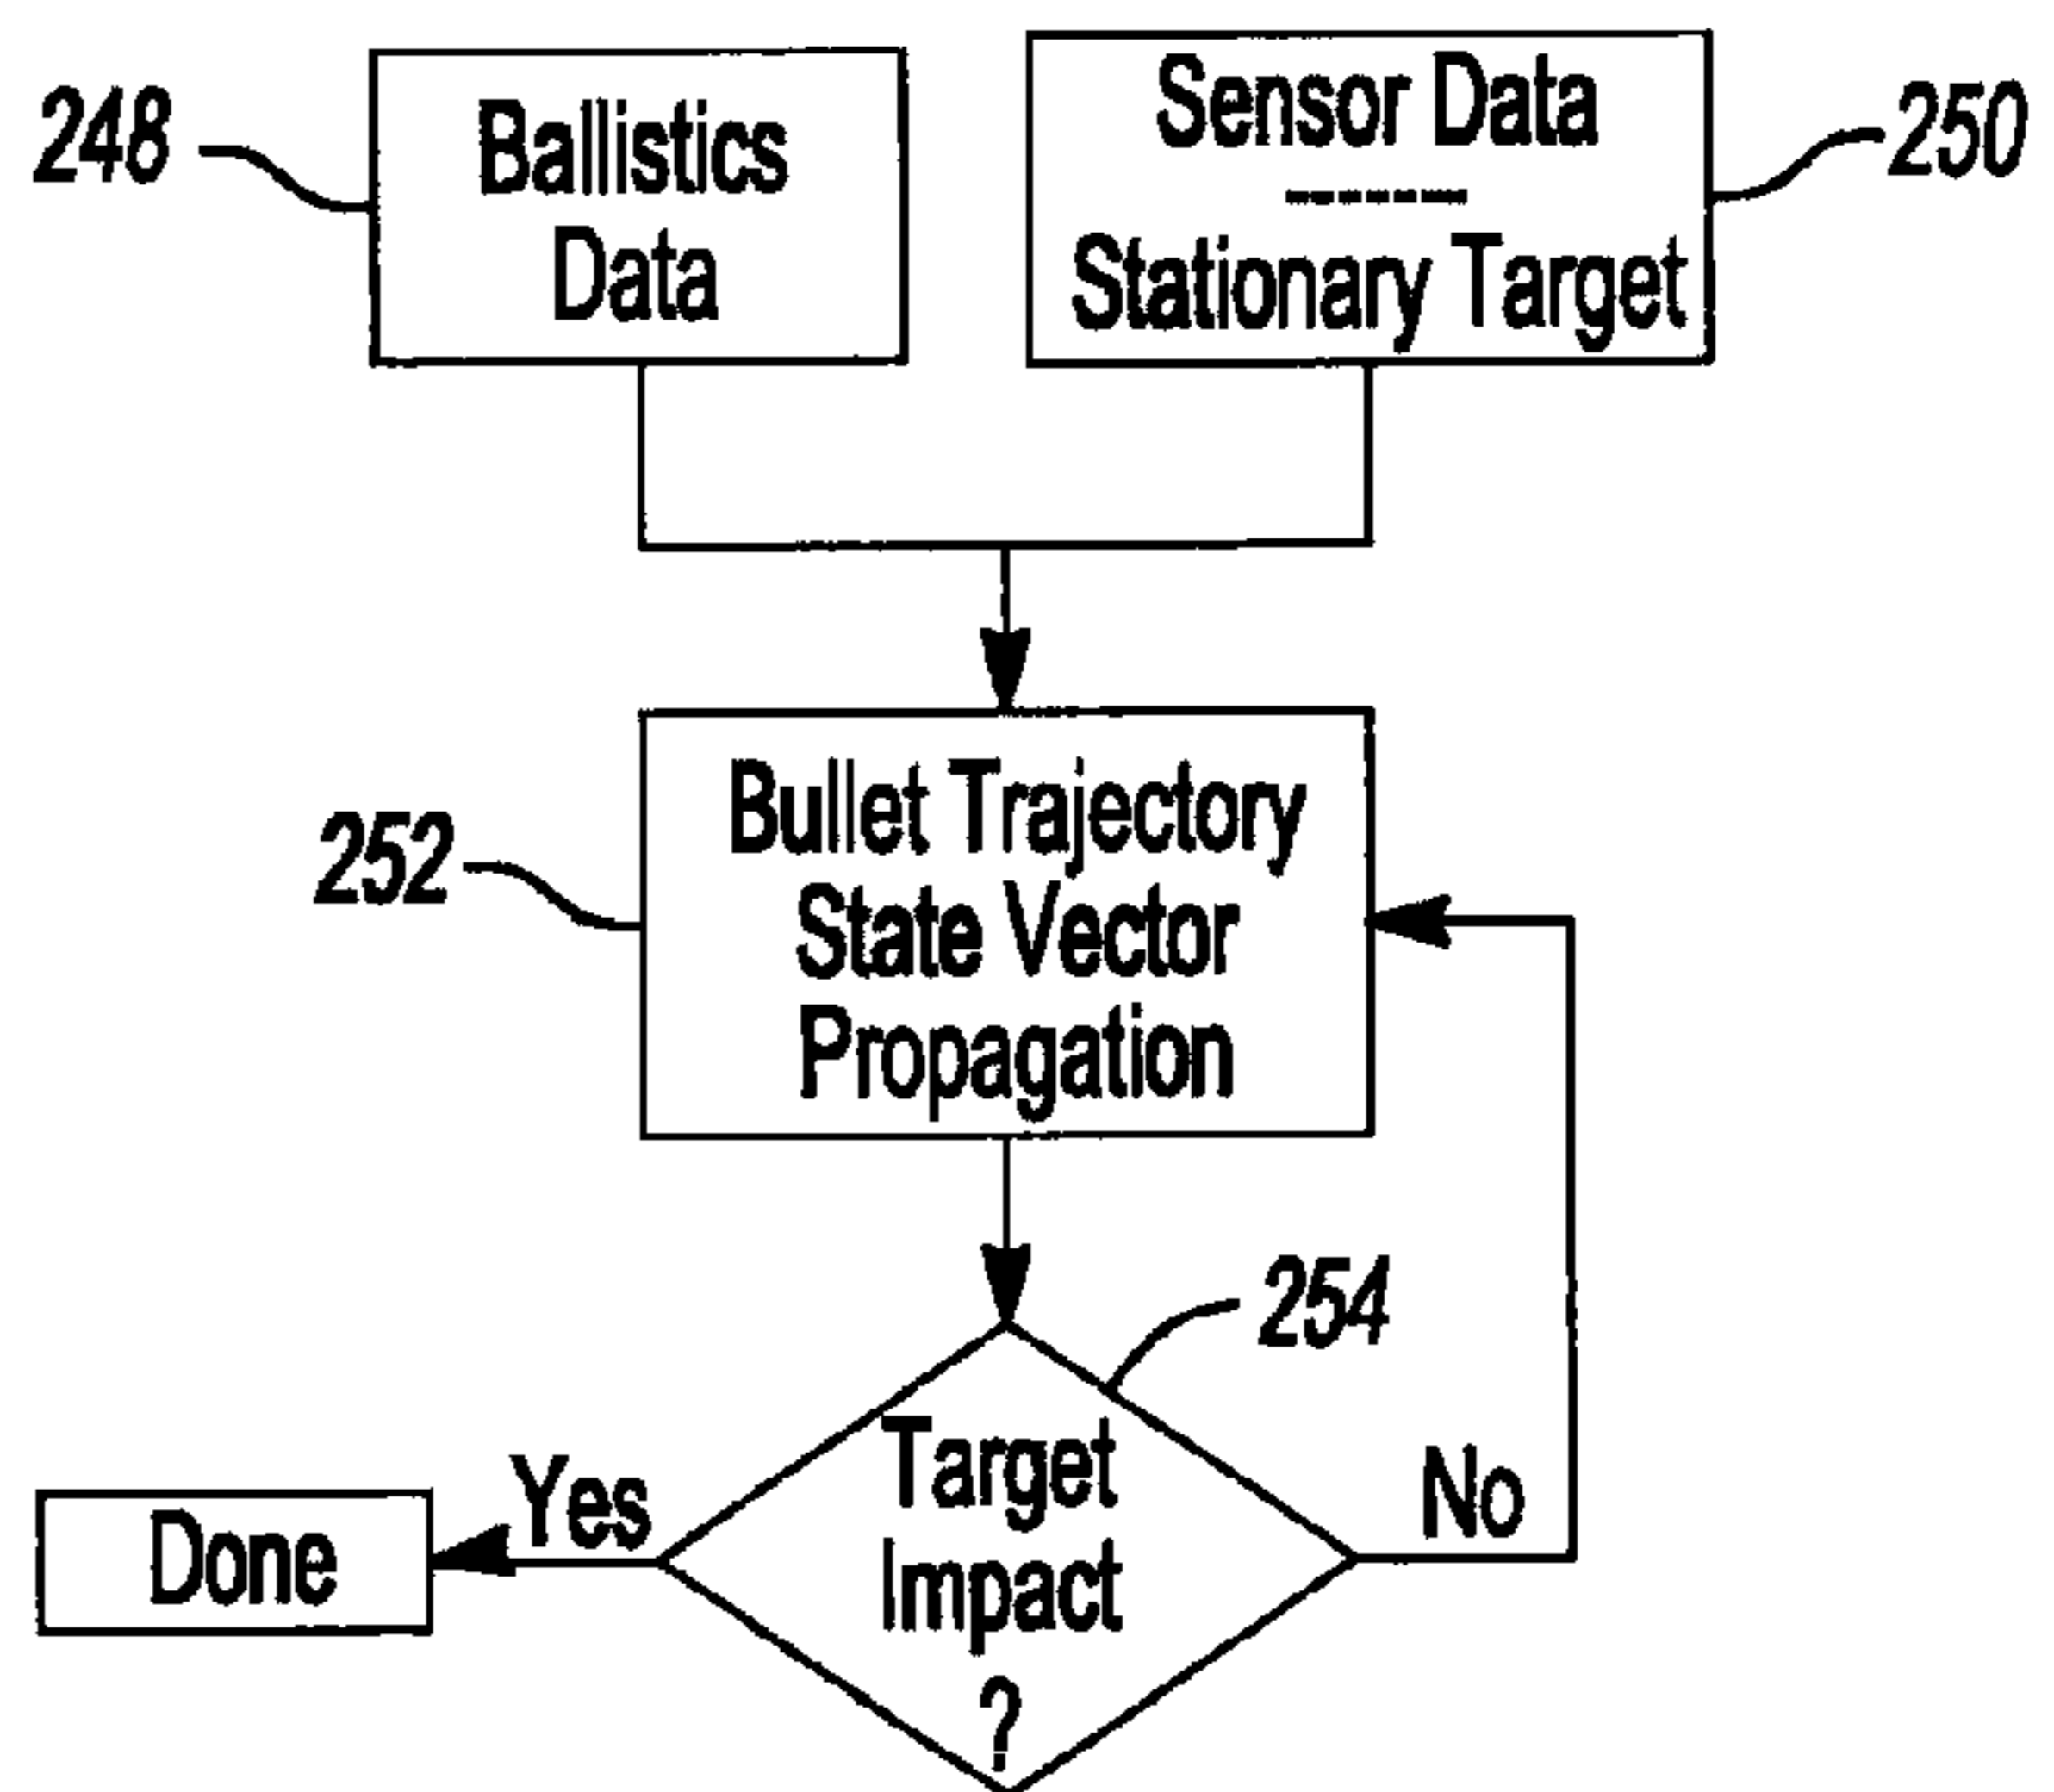 248
Ballistics
Data
Sensor Data
------
Stationary Target
250
252
Bullet Trajectory
State Vector
Propagation
254
Target
Impact
?
Yes
No
Done